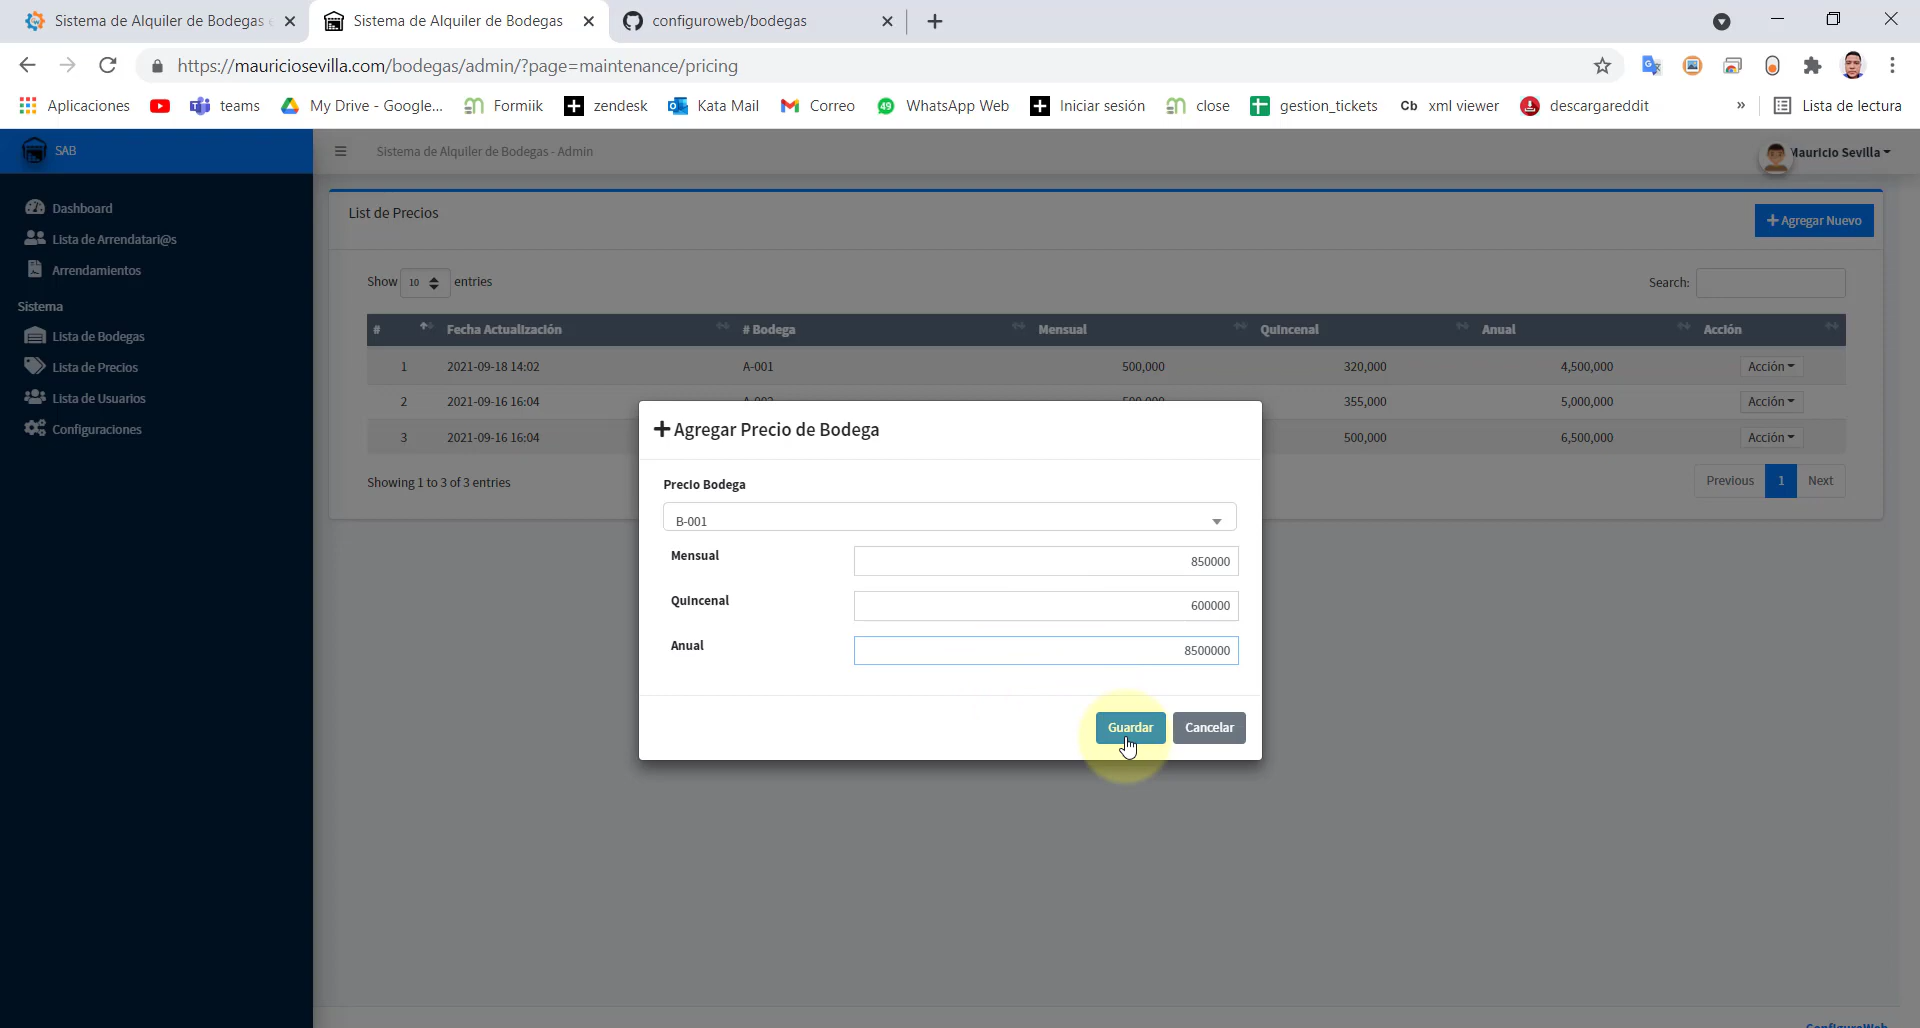 Sistema de Alquiler de Bodegas
Sistema de Alquiler de Bodegas
configuroweb/bodegas
https://mauriciosevilla.com/bodegas/admin/?page=maintenance/pricing
Aplicaciones
teams
My Drive - Google...
Formiik
zendesk
Kata Mail
Correo
49
WhatsApp Web
Iniciar sesión
close
gestion_tickets
Cb
xml viewer
descargareddit
»
Lista de lectura
SAB
Sistema de Alquiler de Bodegas - Admin
Mauricio Sevilla
Dashboard
Lista de Arrendatari@s
Arrendamientos
Sistema
Lista de Bodegas
Lista de Precios
Lista de Usuarios
Configuraciones
List de Precios
+ Agregar Nuevo
Show 10 entries
Search:
# Fecha Actualización # Bodega Mensual Quincenal Anual Acción
1 2021-09-18 14:02 A-001 500,000 320,000 4,500,000 Acción
2 2021-09-16 16:04 A-002 500,000 355,000 5,000,000 Acción
3 2021-09-16 16:04 500,000 6,500,000 Acción
Showing 1 to 3 of 3 entries
Previous 1 Next
+ Agregar Precio de Bodega
Precio Bodega
B-001
Mensual 850000
Quincenal 600000
Anual 8500000
Guardar Cancelar
ConfiguroWeb